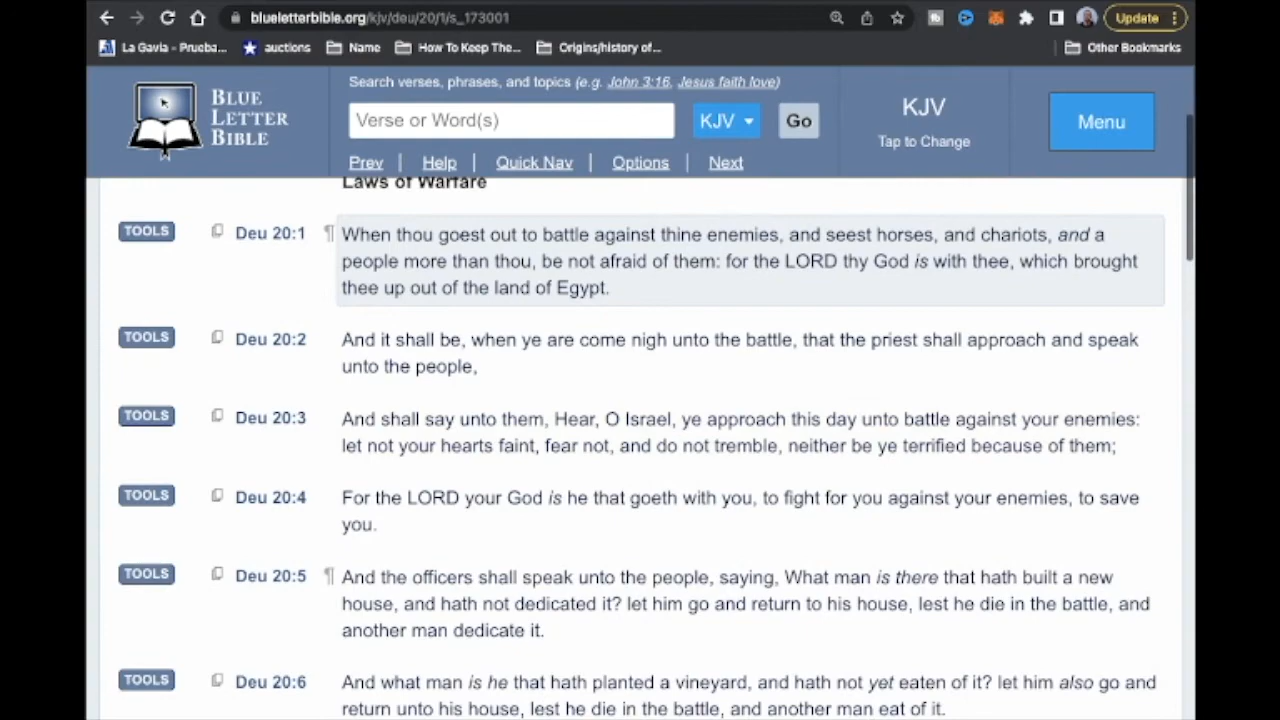 blueletterbible.org/kjv/deu/20/1/s_173001
Update
La Gavia - Prueba...
auctions
Name
How To Keep The...
Origins/history of...
Other Bookmarks
BLUE
LETTER
BIBLE
Search verses, phrases, and topics (e.g. John 3:16, Jesus faith love)
Verse or Word(s)
KJV
Go
Prev | Help | Quick Nav | Options | Next
KJV
Tap to Change
Menu
Laws of Warfare
TOOLS Deu 20:1 ¶ When thou goest out to battle against thine enemies, and seest horses, and chariots, and a
people more than thou, be not afraid of them: for the LORD thy God is with thee, which brought
thee up out of the land of Egypt.
TOOLS Deu 20:2 And it shall be, when ye are come nigh unto the battle, that the priest shall approach and speak
unto the people,
TOOLS Deu 20:3 And shall say unto them, Hear, O Israel, ye approach this day unto battle against your enemies:
let not your hearts faint, fear not, and do not tremble, neither be ye terrified because of them;
TOOLS Deu 20:4 For the LORD your God is he that goeth with you, to fight for you against your enemies, to save
you.
TOOLS Deu 20:5 ¶ And the officers shall speak unto the people, saying, What man is there that hath built a new
house, and hath not dedicated it? let him go and return to his house, lest he die in the battle, and
another man dedicate it.
TOOLS Deu 20:6 And what man is he that hath planted a vineyard, and hath not yet eaten of it? let him also go and
return unto his house, lest he die in the battle, and another man eat of it.